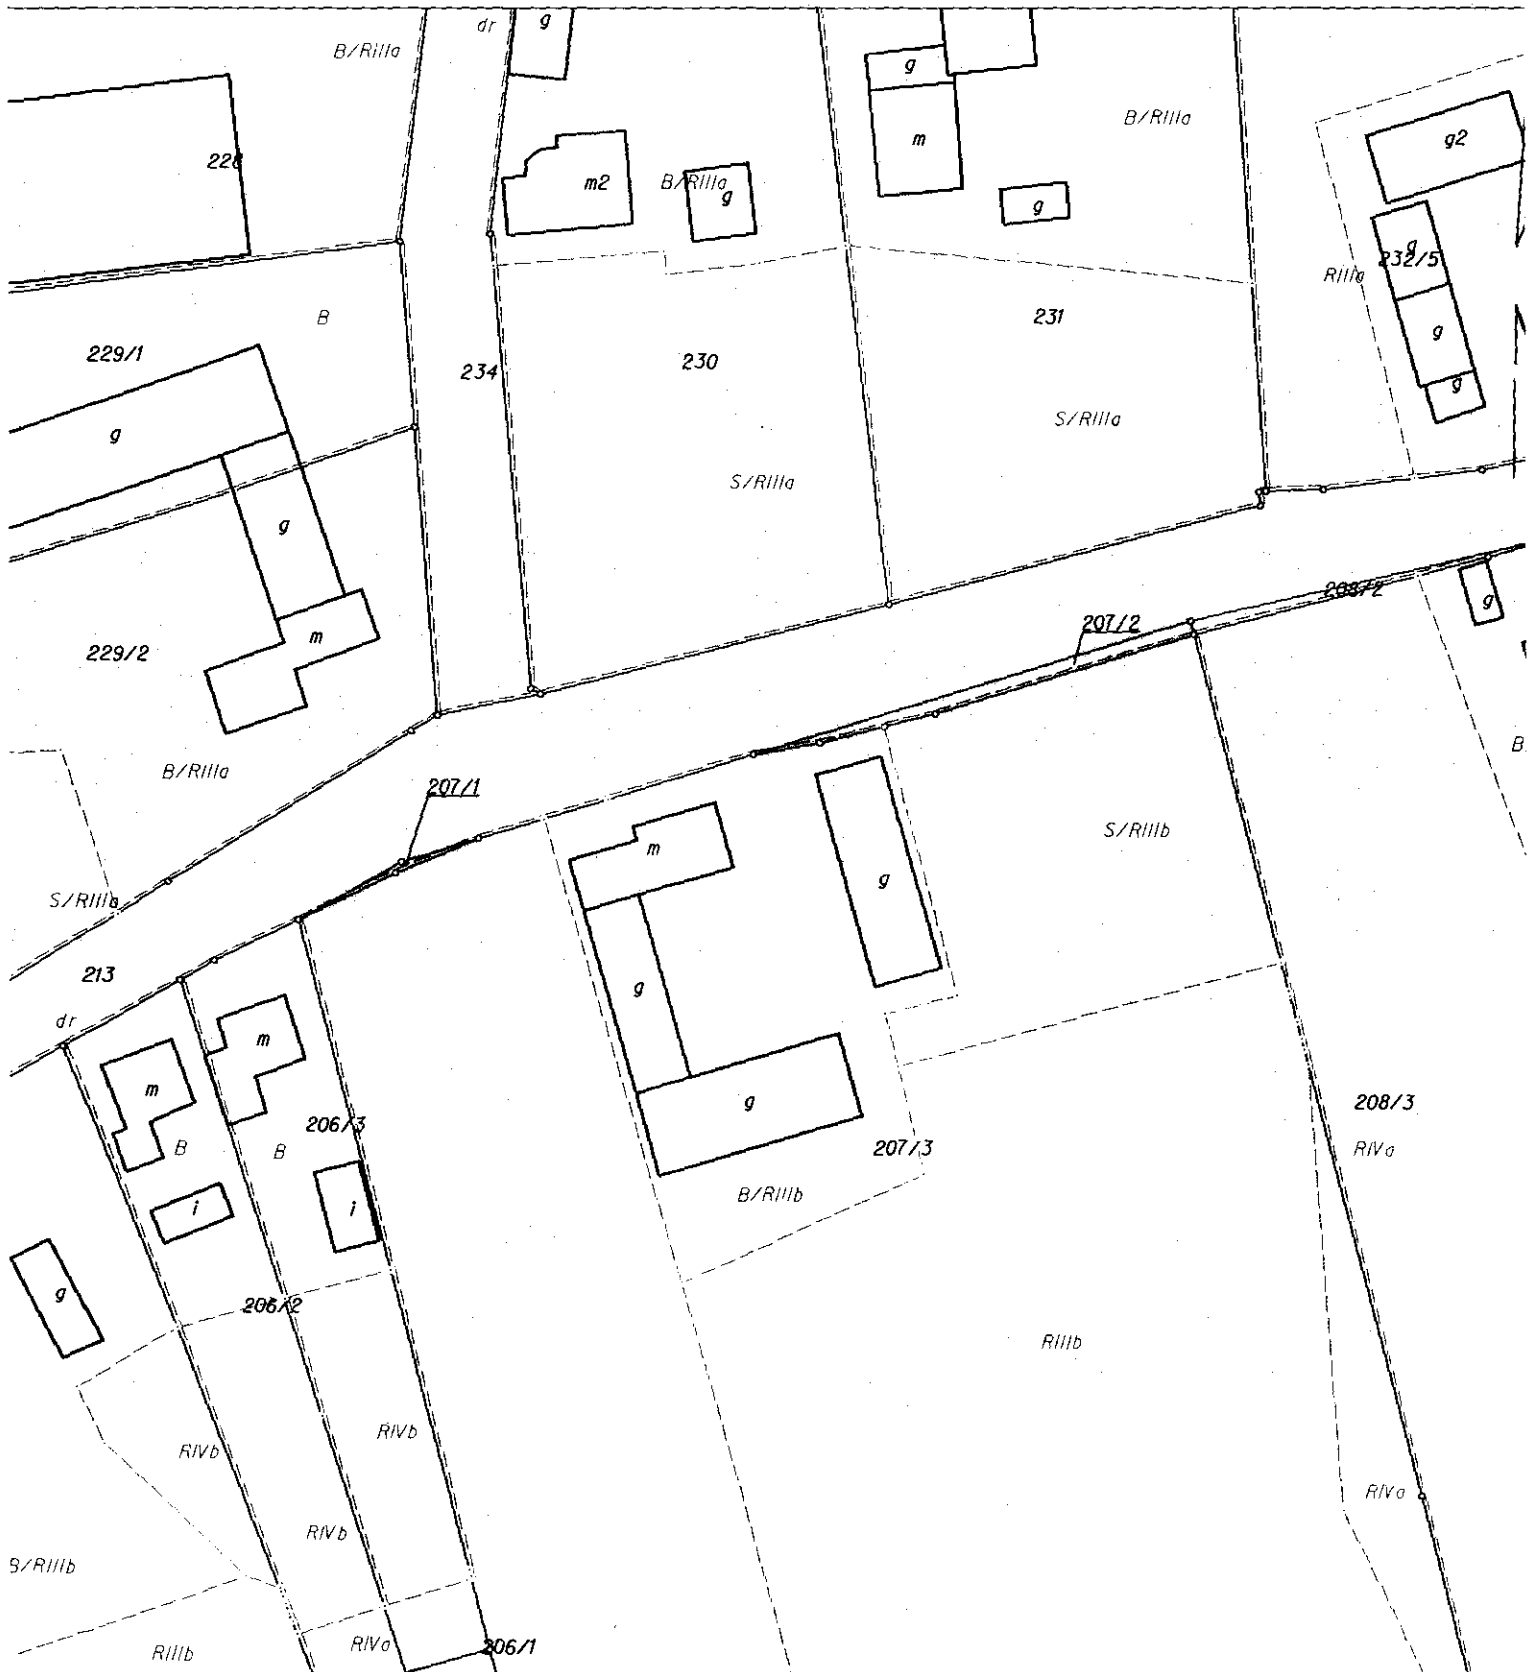 dr
g
B/RIIIa
g
B/RIIIa
g2
m
228
m2
B/RIIIa
g
g
g
232/5
RIIIa
B
231
g
229/1
230
234
g
S/RIIIa
g
S/RIIIa
g
208/2
g
207/2
m
229/2
B
B/RIIIa
207/1
S/RIIIb
m
g
S/RIIIa
213
g
dr
m
m
g
208/3
206/3
B
B
207/3
RIVa
B/RIIIb
i
i
g
206/2
RIIIb
RIVb
RIVb
RIVa
RIVb
B/RIIIb
RIVa
206/1
RIIIb